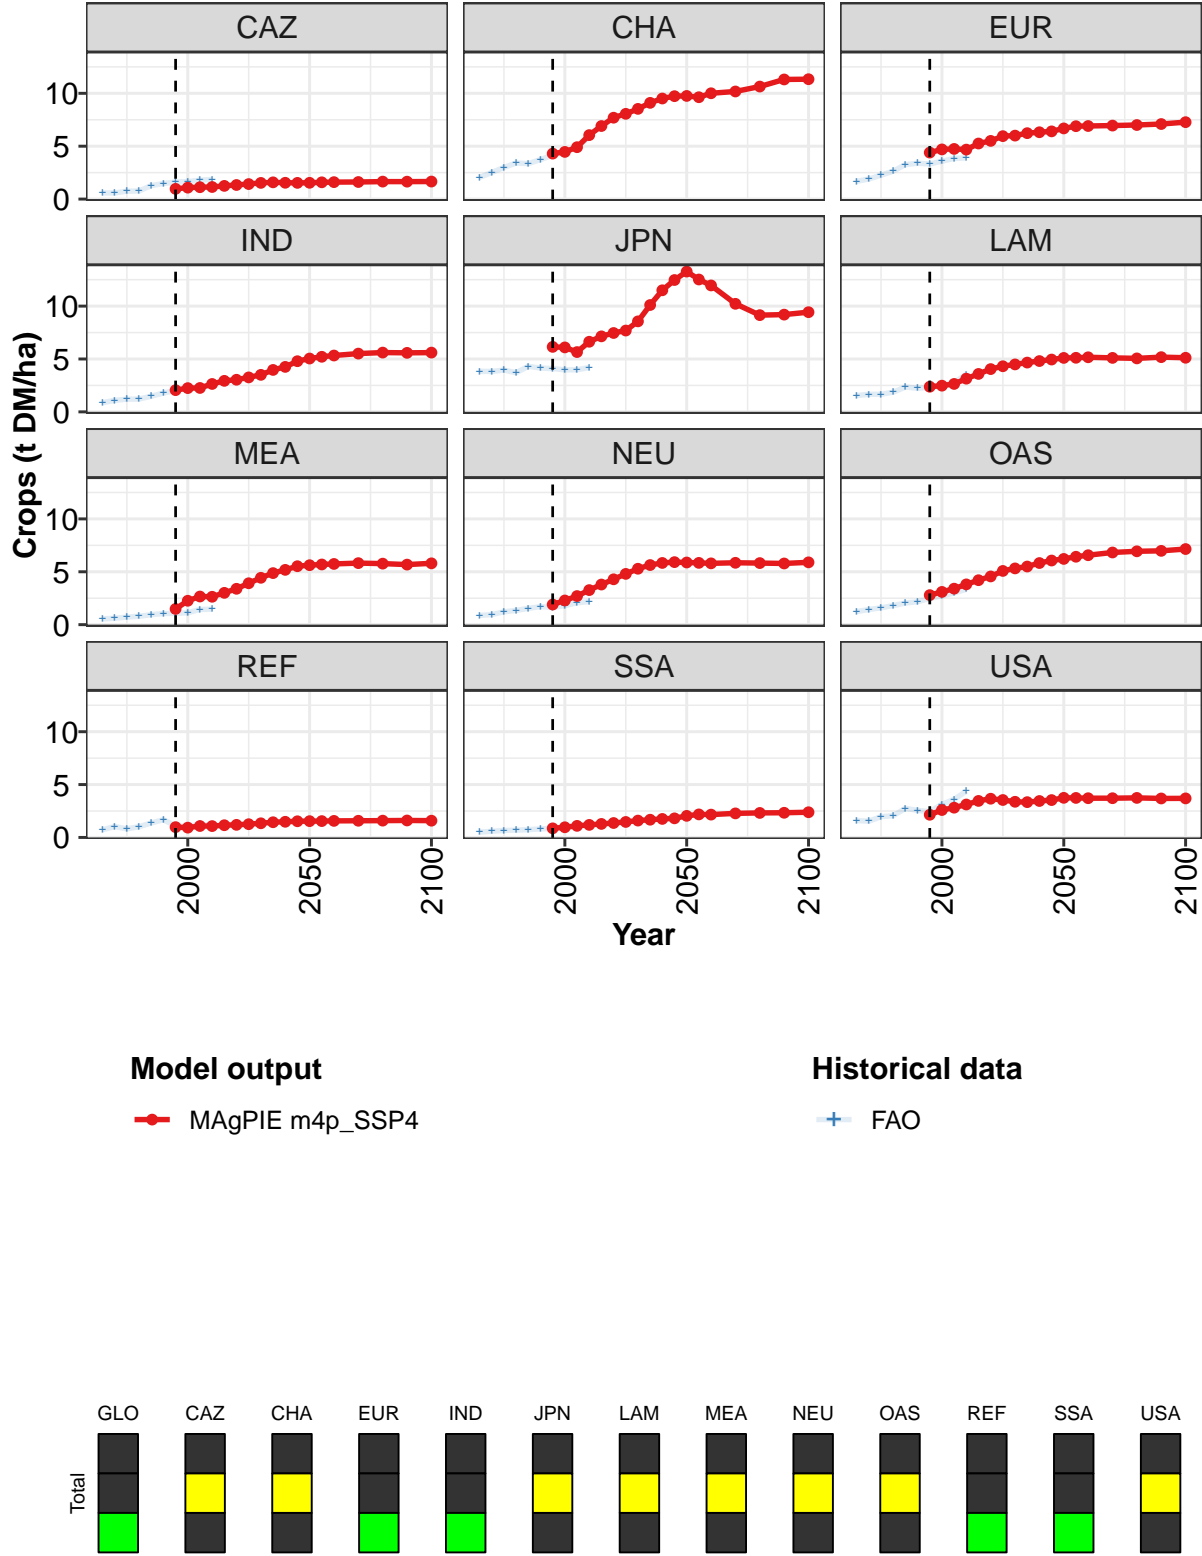 CAZ CHA EUR
10
5
0
IND JPN LAM
10
5
0
MEA NEU OAS
10
5
0
REF SSA USA
10
5
0
2000 2050 2100 2000 2050 2100 2000 2050 2100
Crops (t DM/ha)
Year
Model output Historical data
MAgPIE m4p_SSP4 FAO
GLO CAZ CHA EUR IND JPN LAM MEA NEU OAS REF SSA USA
Total